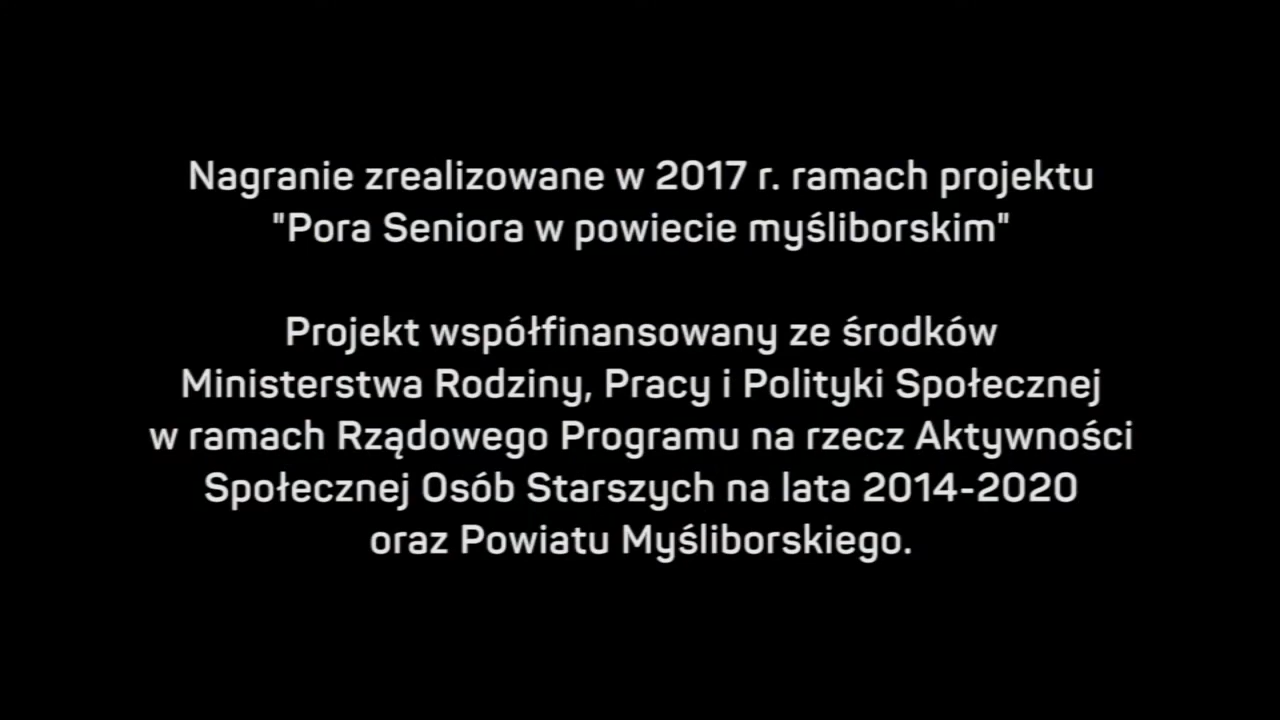 Nagranie zrealizowane w 2017 r. ramach projektu
"Pora Seniora w powiecie myśliborskim"
Projekt współfinansowany ze środków
Ministerstwa Rodziny, Pracy i Polityki Społecznej
w ramach Rządowego Programu na rzecz Aktywności
Społecznej Osób Starszych na lata 2014-2020
oraz Powiatu Myśliborskiego.